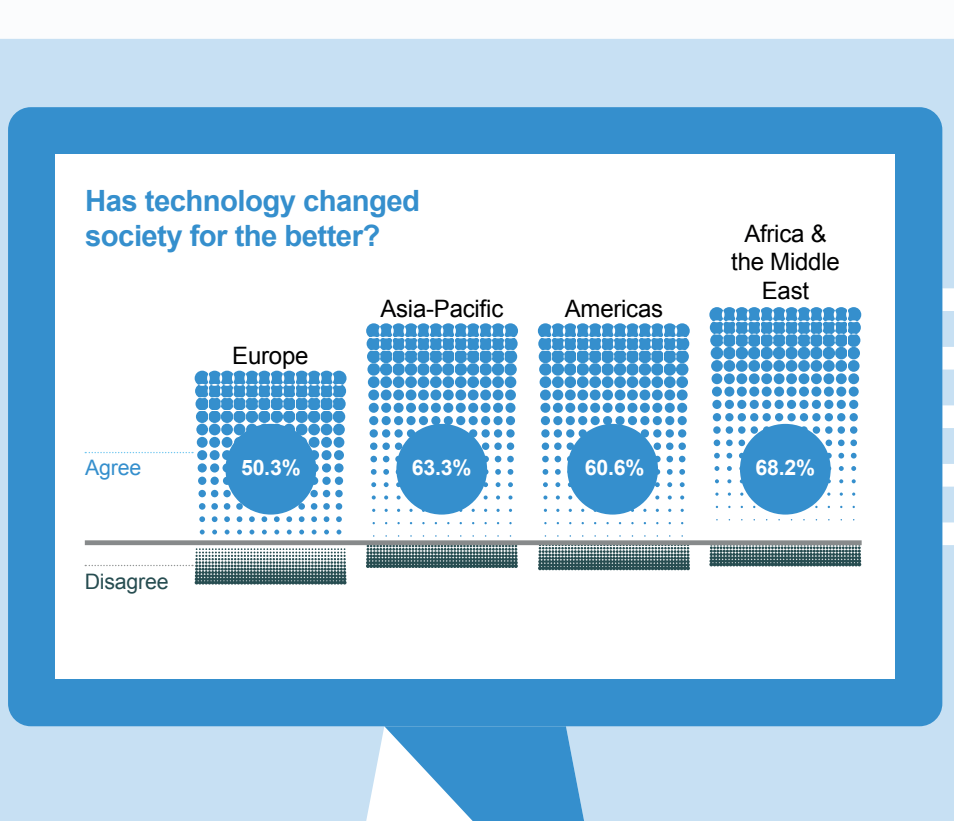 Has technology changed
society for the better?
Africa &
the Middle
East
Asia-Pacific
Americas
Europe
Agree
50.3%
63.3%
60.6%
68.2%
Disagree